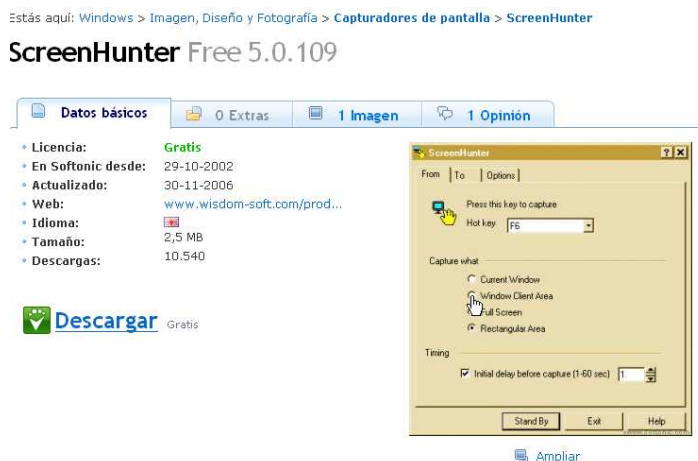 Estás aquí: Windows > Imagen, Diseño y Fotografía > Capturadores de pantalla > ScreenHunter
ScreenHunter Free 5.0.109
Datos básicos
0 Extras
1 Imagen
1 Opinión
Licencia: Gratis
En Softonic desde: 29-10-2002
Actualizado: 30-11-2006
Web: www.wisdom-soft.com/prod...
Idioma:
Tamaño: 2,5 MB
Descargas: 10.540
Descargar Gratis
ScreenHunter
From To Options
Press this key to capture
Hot key F6
Capture what
Current Window
Window Client Area
Full Screen
Rectangular Area
Timing
Initial delay before capture (1-60 sec) 1
Stand By Exit Help
Ampliar